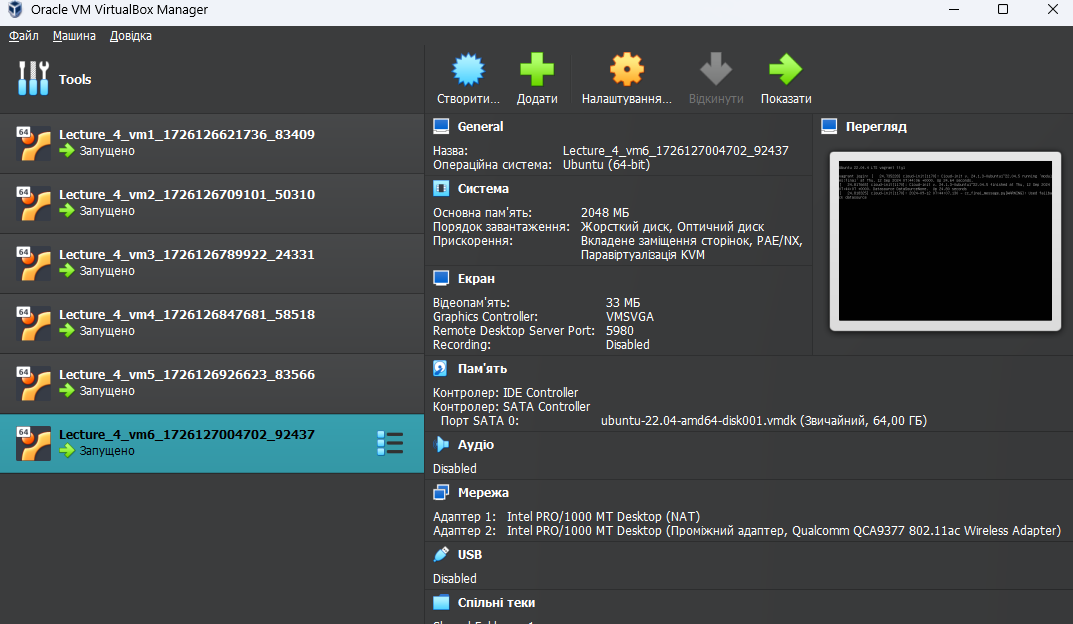 Oracle VM VirtualBox Manager
Файл Машина Довідка
Tools
Створити... Додати Налаштування... Відкинути Показати
64 Lecture_4_vm1_1726126621736_83409
Запущено
64 Lecture_4_vm2_1726126709101_50310
Запущено
64 Lecture_4_vm3_1726126789922_24331
Запущено
64 Lecture_4_vm4_1726126847681_58518
Запущено
64 Lecture_4_vm5_1726126926623_83566
Запущено
64 Lecture_4_vm6_1726127004702_92437
Запущено
General
Назва: Lecture_4_vm6_1726127004702_92437
Операційна система: Ubuntu (64-bit)
Система
Основна пам'ять: 2048 МБ
Порядок завантаження: Жорсткий диск, Оптичний диск
Прискорення: Вкладене заміщення сторінок, PAE/NX,
Паравіртуалізація KVM
Екран
Відеопам'ять: 33 МБ
Graphics Controller: VMSVGA
Remote Desktop Server Port: 5980
Recording: Disabled
Пам'ять
Контролер: IDE Controller
Контролер: SATA Controller
Порт SATA 0: ubuntu-22.04-amd64-disk001.vmdk (Звичайний, 64,00 ГБ)
Аудіо
Disabled
Мережа
Адаптер 1: Intel PRO/1000 MT Desktop (NAT)
Адаптер 2: Intel PRO/1000 MT Desktop (Проміжний адаптер, Qualcomm QCA9377 802.11ac Wireless Adapter)
USB
Disabled
Спільні теки
Перегляд